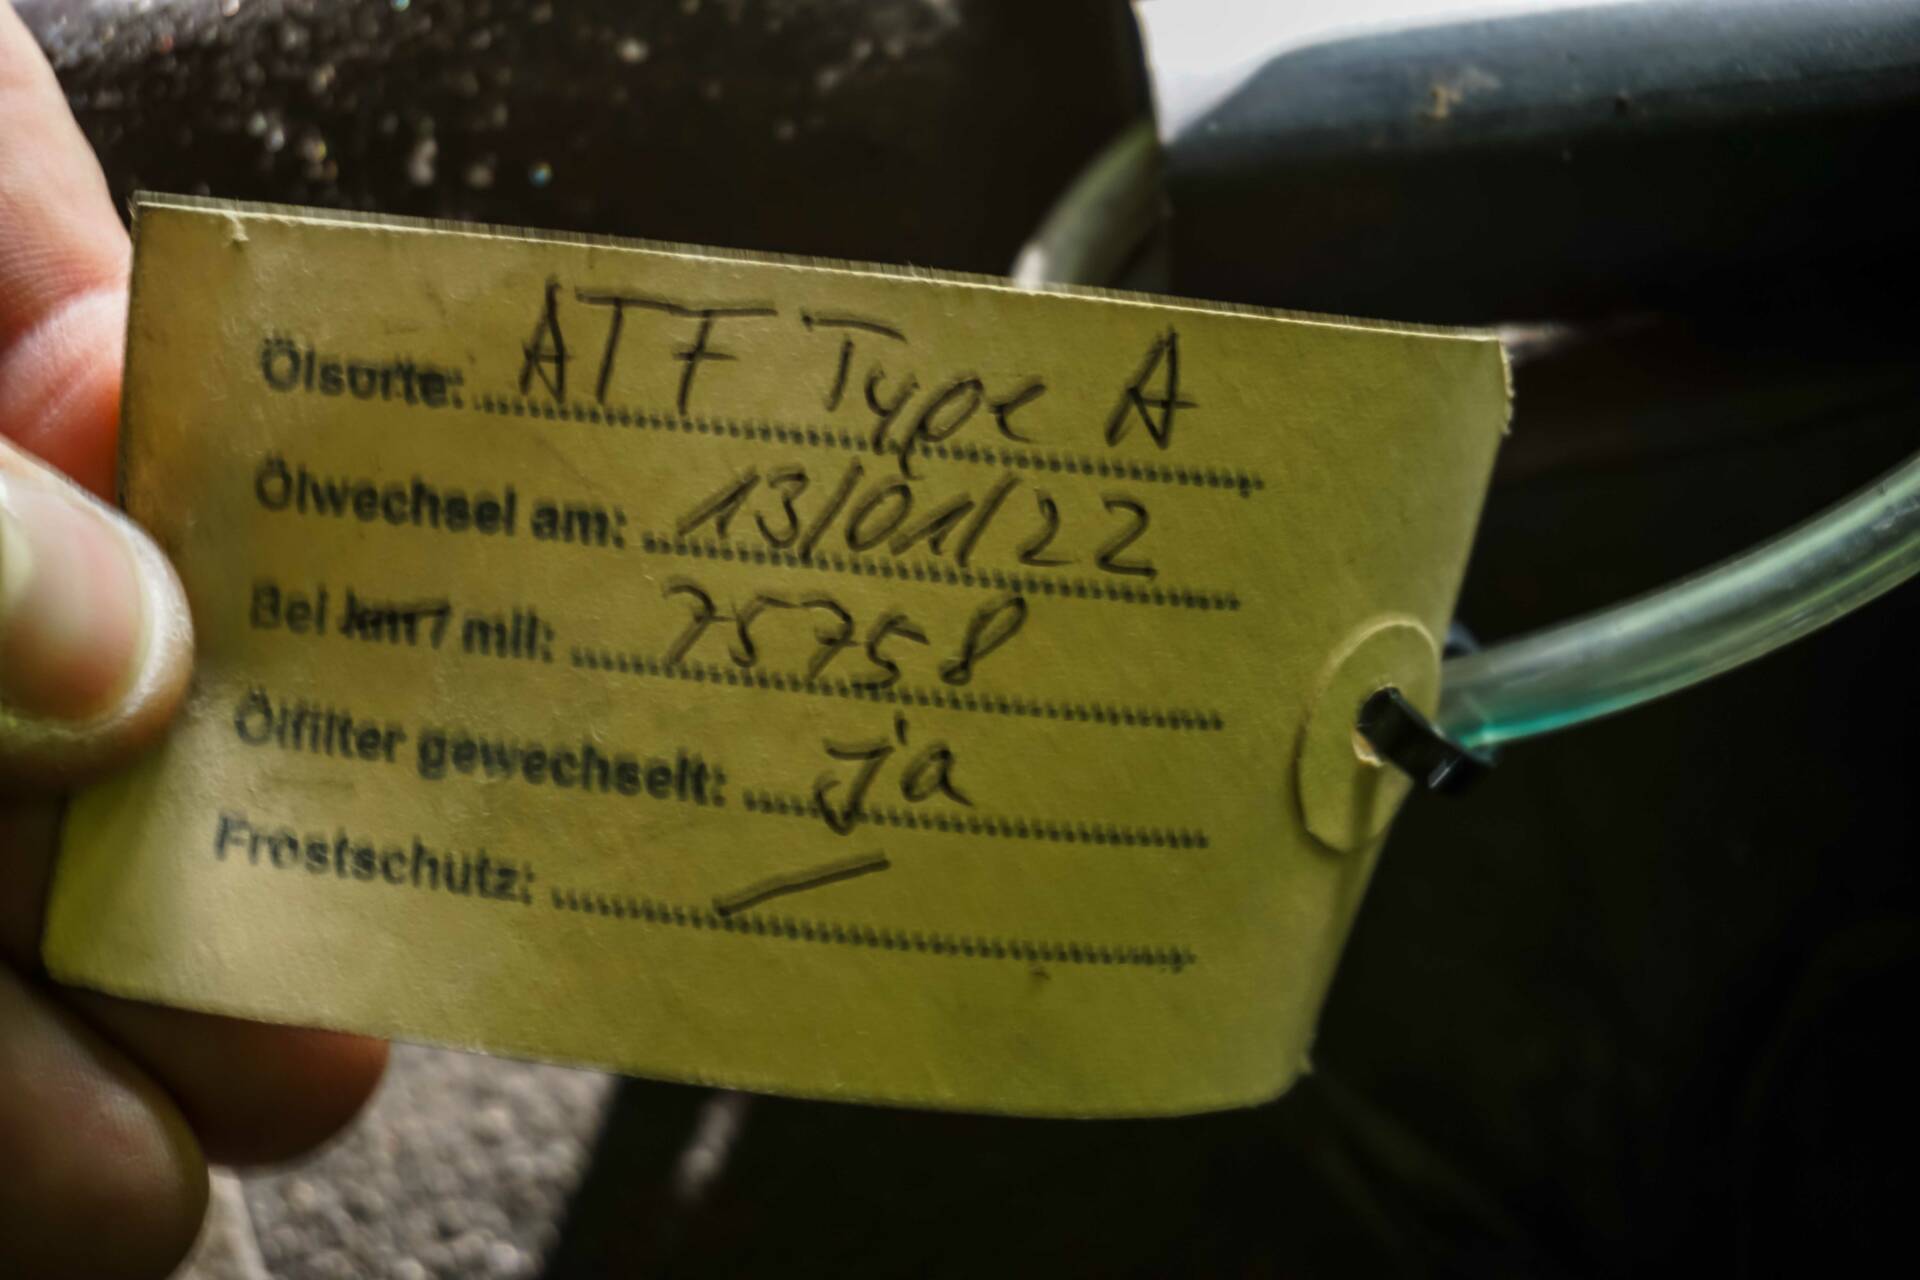 Ölsorte: ATF Type A
Ölwechsel am: 13/01/22
Bei km / mil: 75758
Ölfilter gewechselt: ja
Frostschutz: —